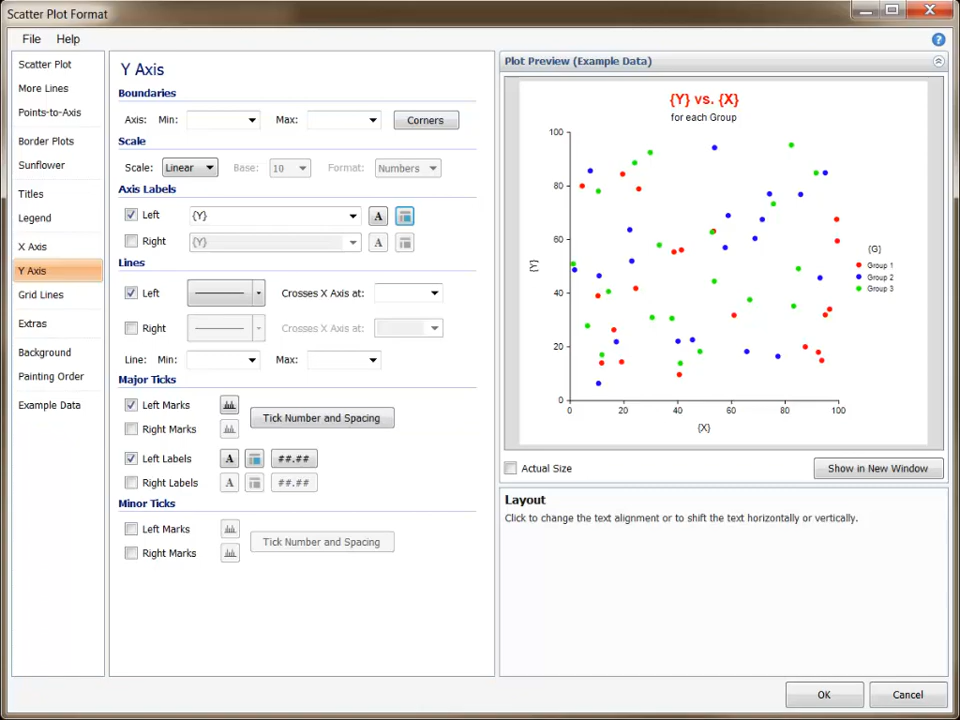 Scatter Plot Format
File Help
Scatter Plot
More Lines
Points-to-Axis
Border Plots
Sunflower
Titles
Legend
X Axis
Y Axis
Grid Lines
Extras
Background
Painting Order
Example Data
Y Axis
Boundaries
Axis: Min: Max: Corners
Scale
Scale: Linear Base: 10 Format: Numbers
Axis Labels
Left {Y} A
Right {Y} A
Lines
Left Crosses X Axis at:
Right Crosses X Axis at:
Line: Min: Max:
Major Ticks
Left Marks Tick Number and Spacing
Right Marks
Left Labels A ##.##
Right Labels A ##.##
Minor Ticks
Left Marks Tick Number and Spacing
Right Marks
Plot Preview (Example Data)
{Y} vs. {X}
for each Group
100
80
60
40
20
0
{Y}
0 20 40 60 80 100
{X}
{G}
Group 1
Group 2
Group 3
Actual Size Show in New Window
Layout
Click to change the text alignment or to shift the text horizontally or vertically.
OK Cancel